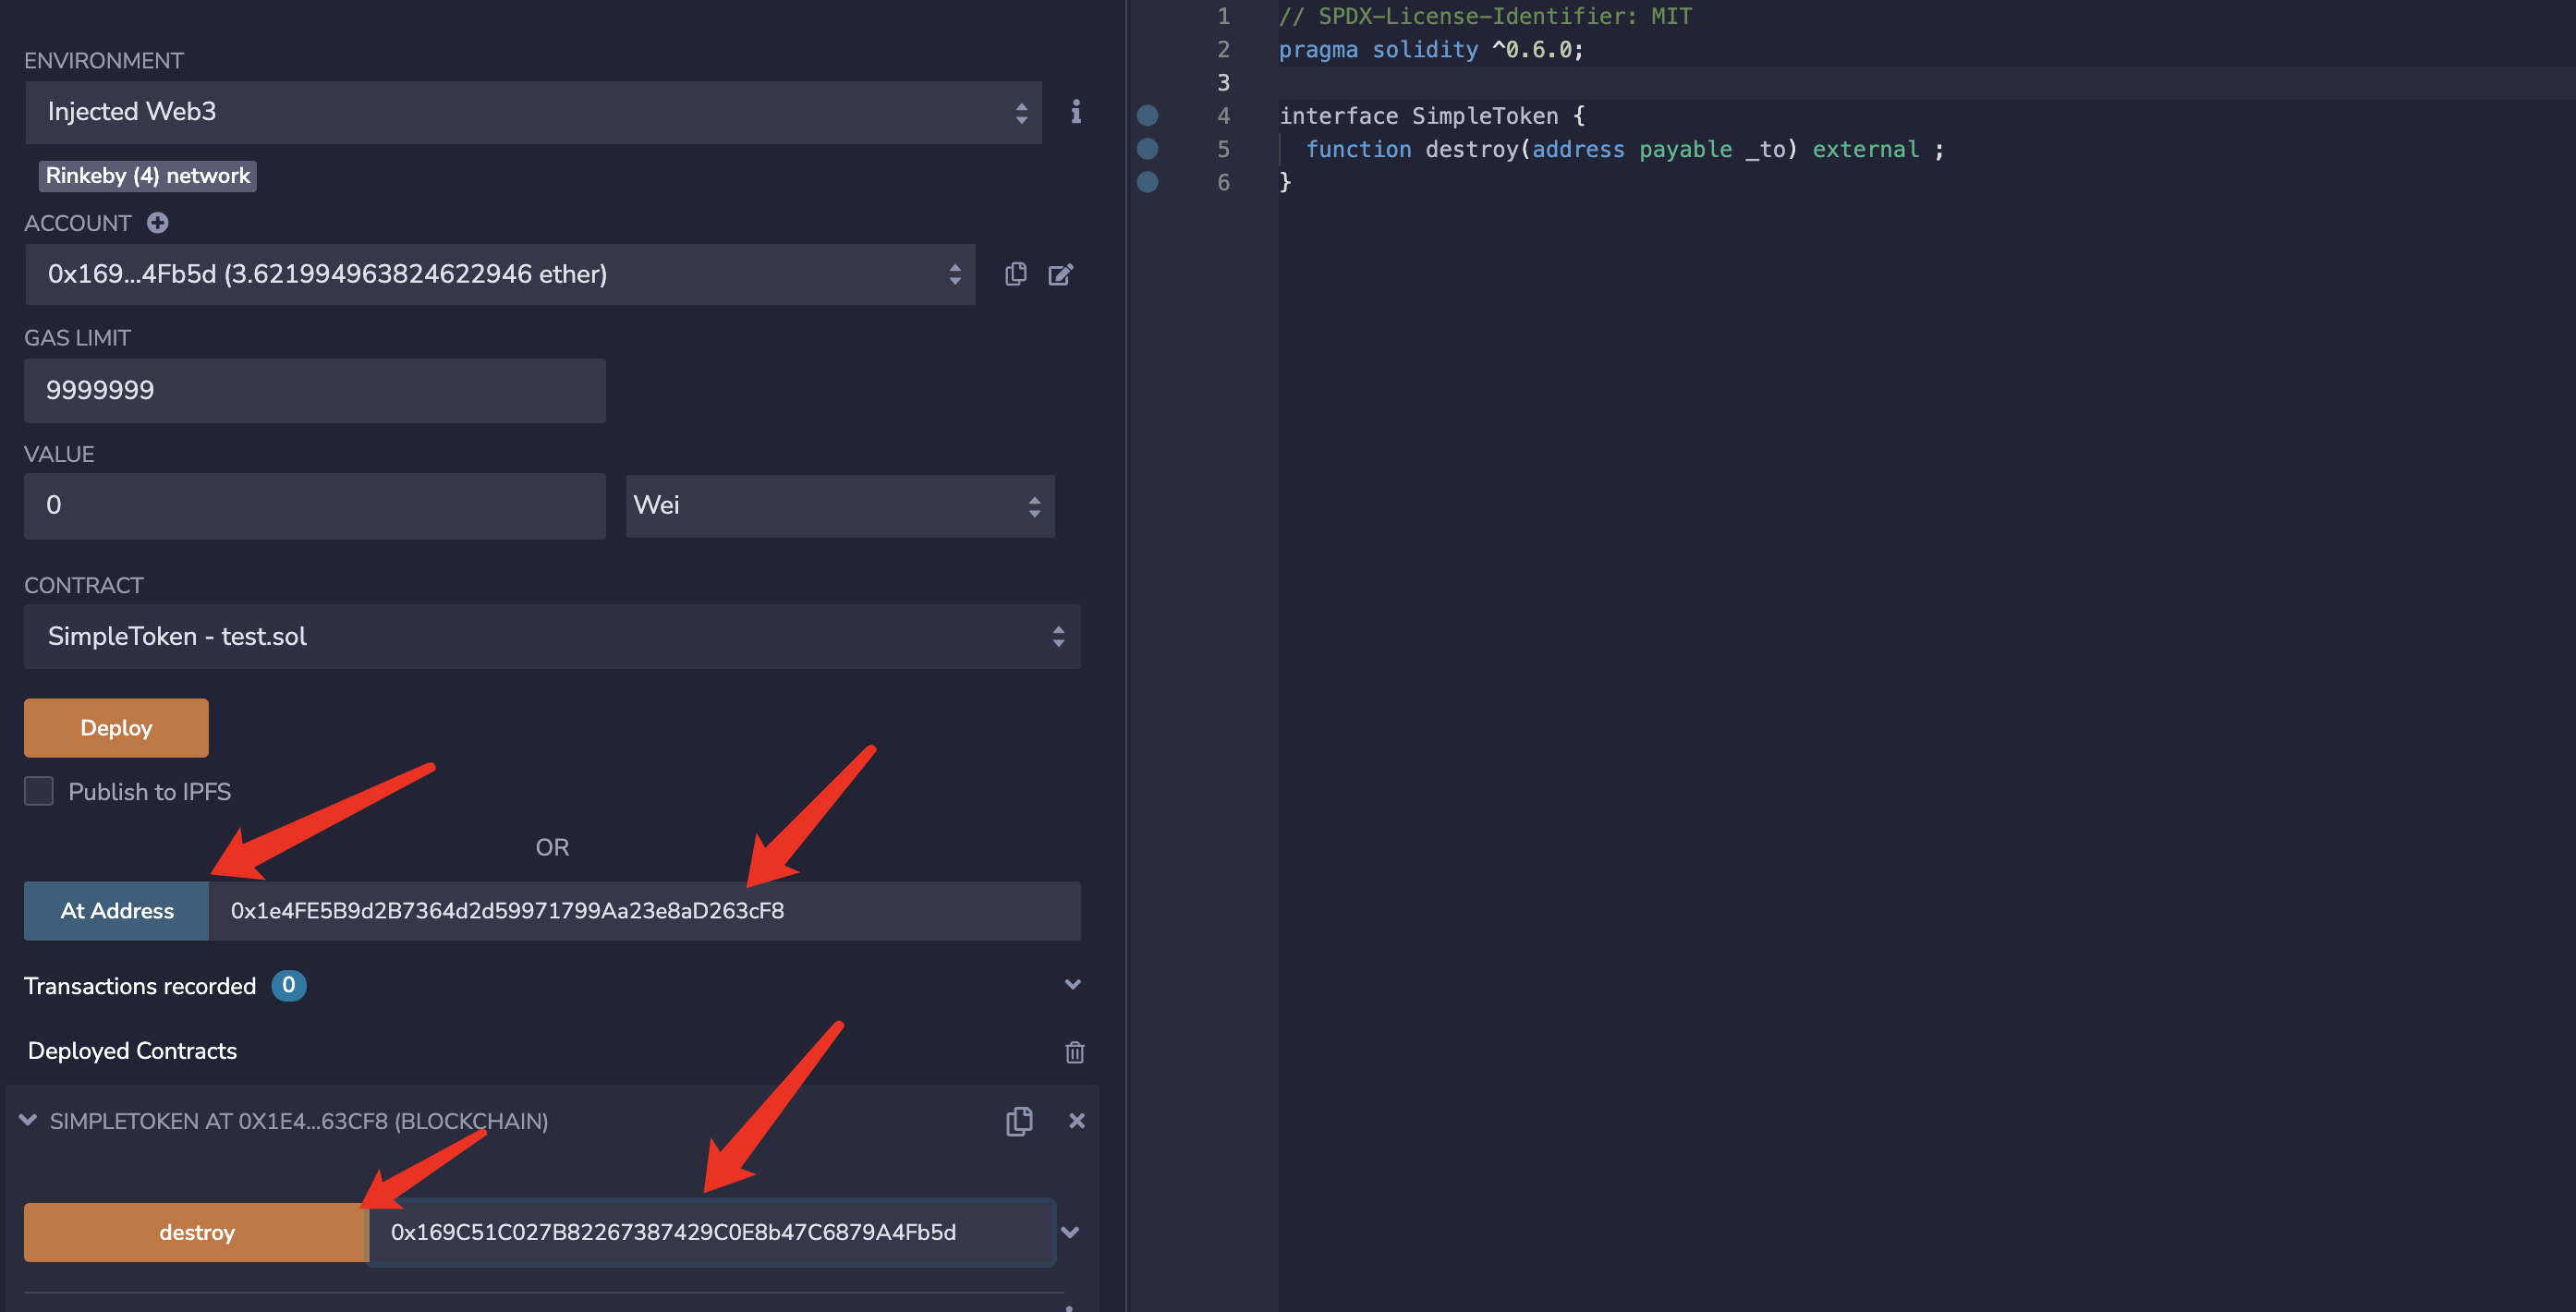 ENVIRONMENT
Injected Web3
Rinkeby (4) network
ACCOUNT
0x169...4Fb5d (3.621994963824622946 ether)
GAS LIMIT
9999999
VALUE
0
Wei
CONTRACT
SimpleToken - test.sol
Deploy
Publish to IPFS
OR
At Address
0x1e4FE5B9d2B7364d2d59971799Aa23e8aD263cF8
Transactions recorded 0
Deployed Contracts
SIMPLETOKEN AT 0X1E4...63CF8 (BLOCKCHAIN)
destroy
0x169C51C027B82267387429C0E8b47C6879A4Fb5d
1 // SPDX-License-Identifier: MIT
2 pragma solidity ^0.6.0;
3
4 interface SimpleToken {
5 function destroy(address payable _to) external ;
6 }